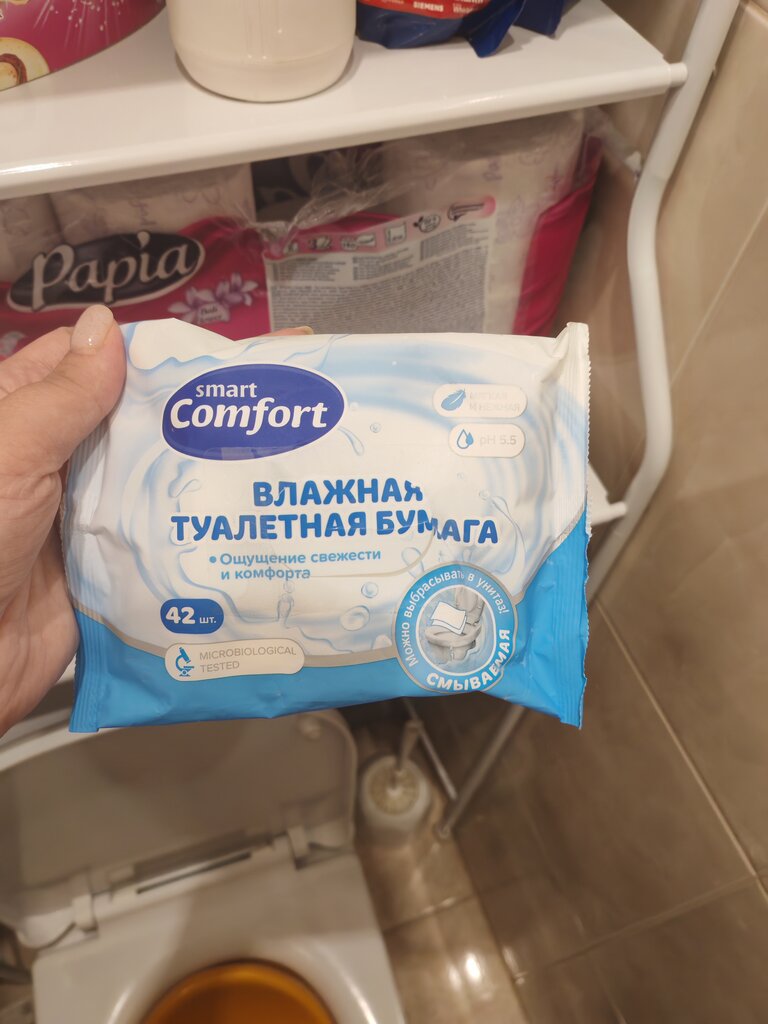 SIEMENS
Papia
smart
Comfort
МЯГКАЯ
И НЕЖНАЯ
pH 5.5
ВЛАЖНАЯ
ТУАЛЕТНАЯ БУМАГА
• Ощущение свежести
и комфорта
42 шт.
MICROBIOLOGICAL
TESTED
Можно выбрасывать в унитаз!
СМЫВАЕМАЯ